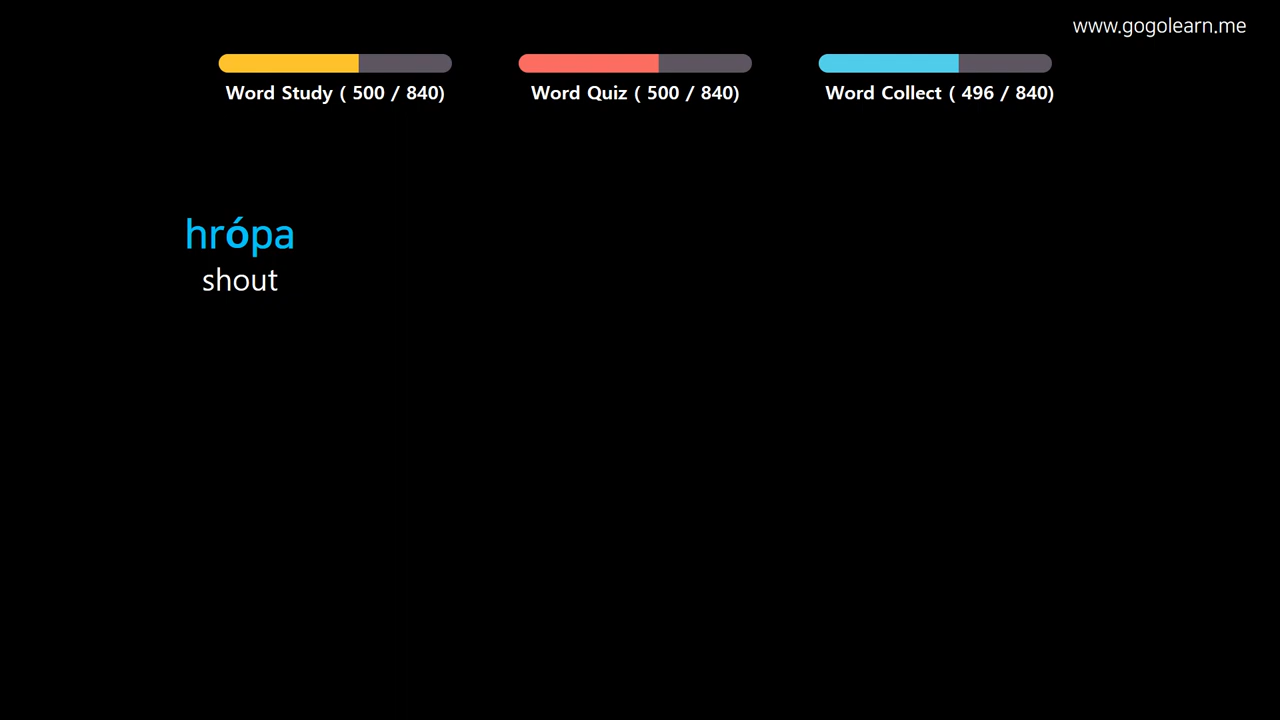 www.gogolearn.me
Word Study ( 500 / 840)
Word Quiz ( 500 / 840)
Word Collect ( 496 / 840)
hrópa
shout